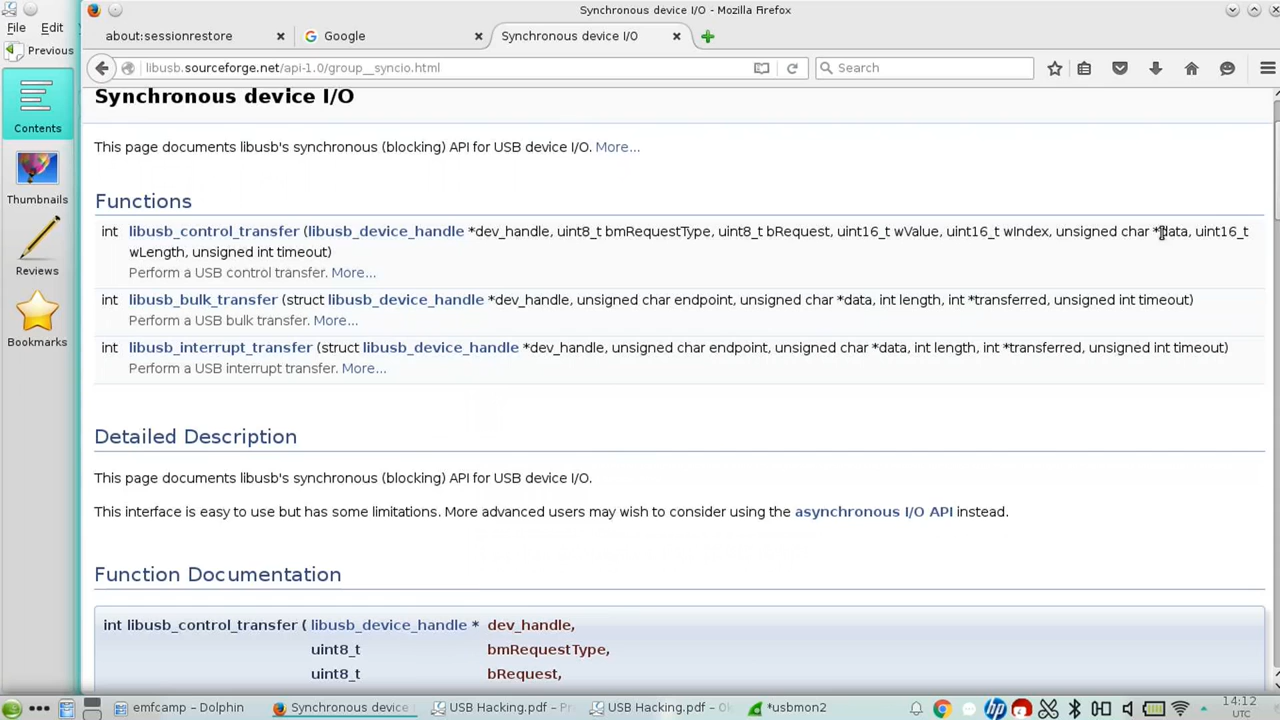 Synchronous device I/O - Mozilla Firefox
File Edit
about:sessionrestore
Google
Synchronous device I/O
Previous
libusb.sourceforge.net/api-1.0/group__syncio.html
Search
Contents
Thumbnails
Reviews
Bookmarks
Synchronous device I/O
This page documents libusb's synchronous (blocking) API for USB device I/O. More...
Functions
int libusb_control_transfer (libusb_device_handle *dev_handle, uint8_t bmRequestType, uint8_t bRequest, uint16_t wValue, uint16_t wIndex, unsigned char *data, uint16_t
wLength, unsigned int timeout)
Perform a USB control transfer. More...
int libusb_bulk_transfer (struct libusb_device_handle *dev_handle, unsigned char endpoint, unsigned char *data, int length, int *transferred, unsigned int timeout)
Perform a USB bulk transfer. More...
int libusb_interrupt_transfer (struct libusb_device_handle *dev_handle, unsigned char endpoint, unsigned char *data, int length, int *transferred, unsigned int timeout)
Perform a USB interrupt transfer. More...
Detailed Description
This page documents libusb's synchronous (blocking) API for USB device I/O.
This interface is easy to use but has some limitations. More advanced users may wish to consider using the asynchronous I/O API instead.
Function Documentation
int libusb_control_transfer ( libusb_device_handle * dev_handle,
uint8_t bmRequestType,
uint8_t bRequest,
emfcamp – Dolphin
Synchronous device
USB Hacking.pdf – Pr
USB Hacking.pdf – Ok
*usbmon2
14:12
UTC